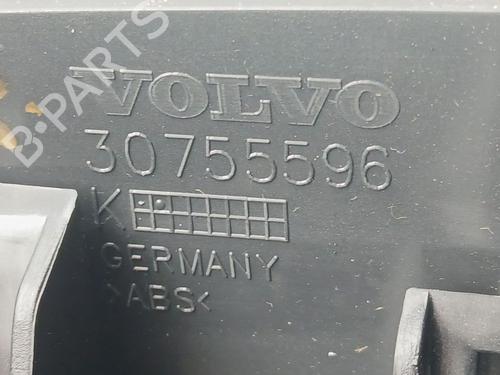 B-PARTS
VOLVO
30755596
K
GERMANY
>ABS<